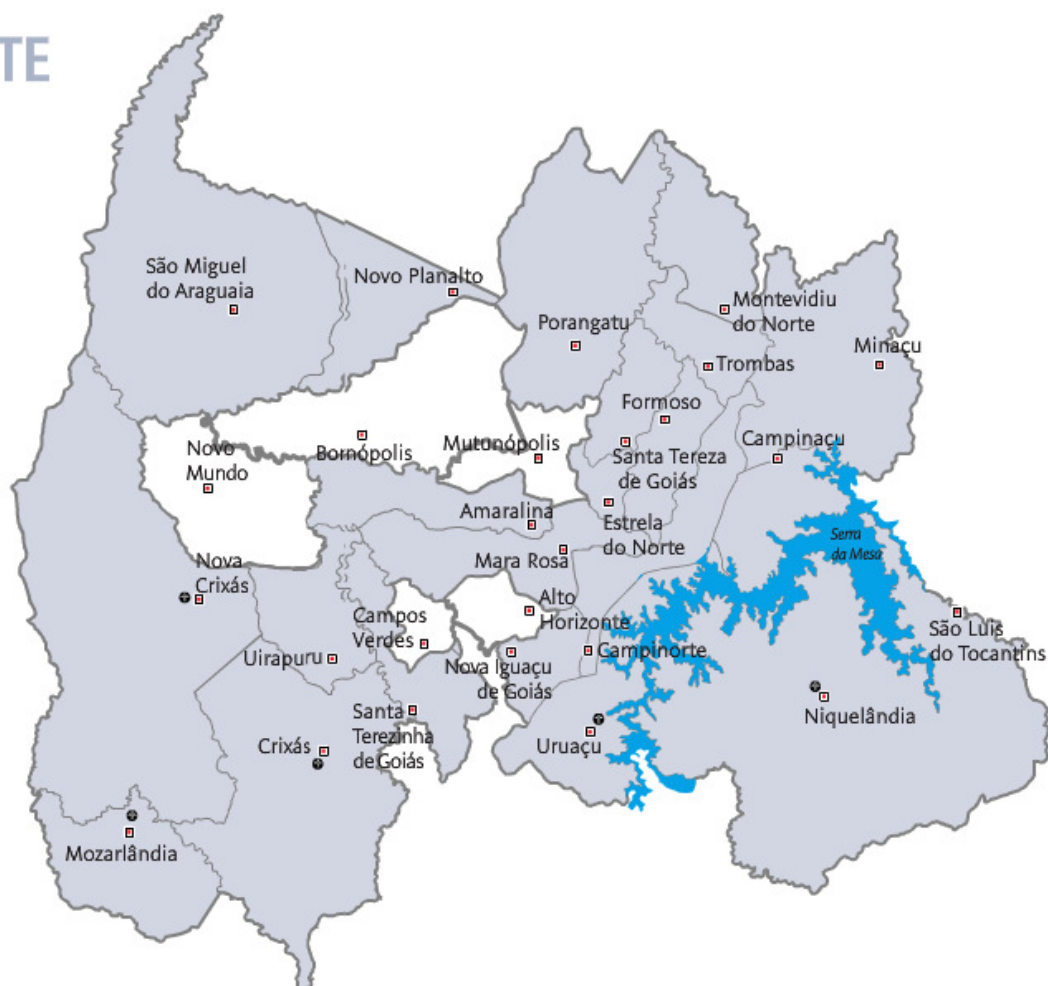 TE
São Miguel
do Araguaia
Novo Planalto
Porangatu
Montevidiu
do Norte
Minaçu
Trombas
Formoso
Novo
Mundo
Bornópolis
Mutunópolis
Santa Tereza
de Goiás
Campinaçu
Amaralina
Estrela
do Norte
Serra
da Mesa
Mara Rosa
Nova
Crixás
Campos
Verdes
Alto
Horizonte
São Luis
do Tocantins
Uirapuru
Nova Iguaçu
de Goiás
Campinorte
Santa
Terezinha
de Goiás
Crixás
Uruaçu
Niquelândia
Mozarlândia